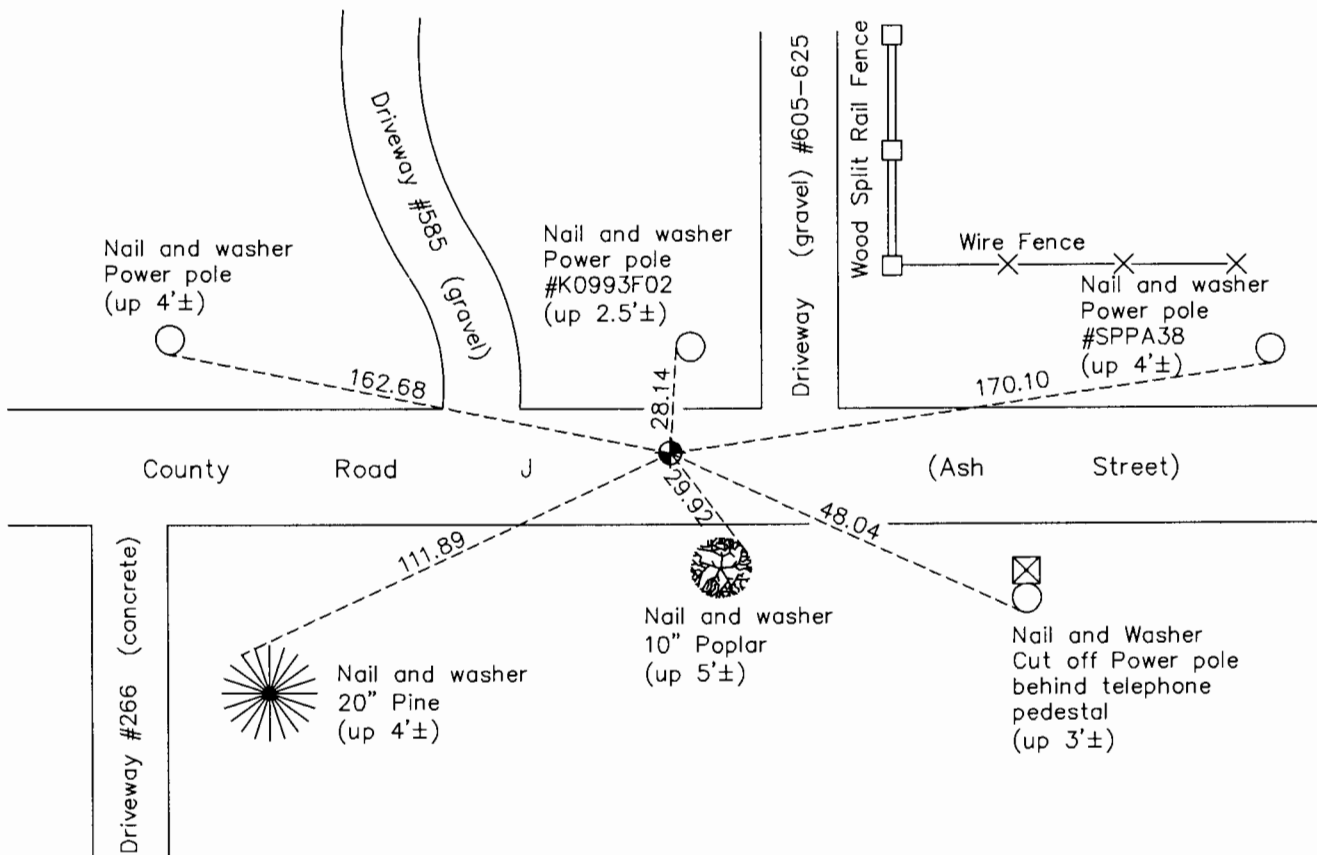 Driveway #585 (gravel)
Driveway (gravel) #605-625
Wood Split Rail Fence
Wire Fence
Nail and washer
Power pole
(up 4'±)
Nail and washer
Power pole
#K0993F02
(up 2.5'±)
Nail and washer
Power pole
#SPPA38
(up 4'±)
162.68
28.14
170.10
County Road J (Ash Street)
29.92
48.04
111.89
Driveway #266 (concrete)
Nail and washer
20" Pine
(up 4'±)
Nail and washer
10" Poplar
(up 5'±)
Nail and Washer
Cut off Power pole
behind telephone
pedestal
(up 3'±)